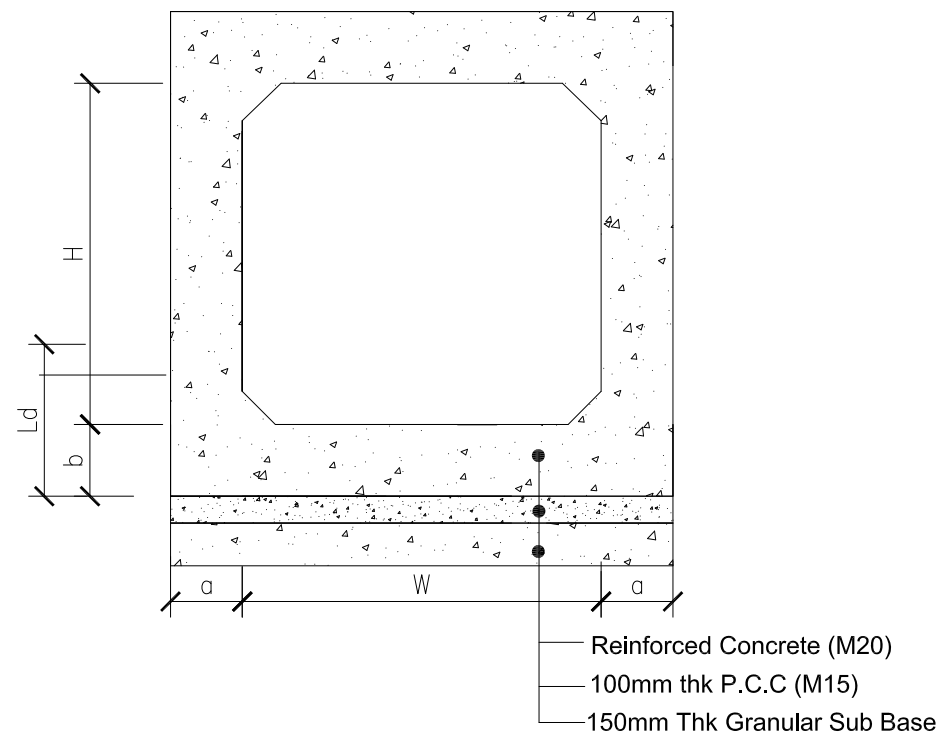 H
Ld
b
a
W
a
Reinforced Concrete (M20)
100mm thk P.C.C (M15)
150mm Thk Granular Sub Base